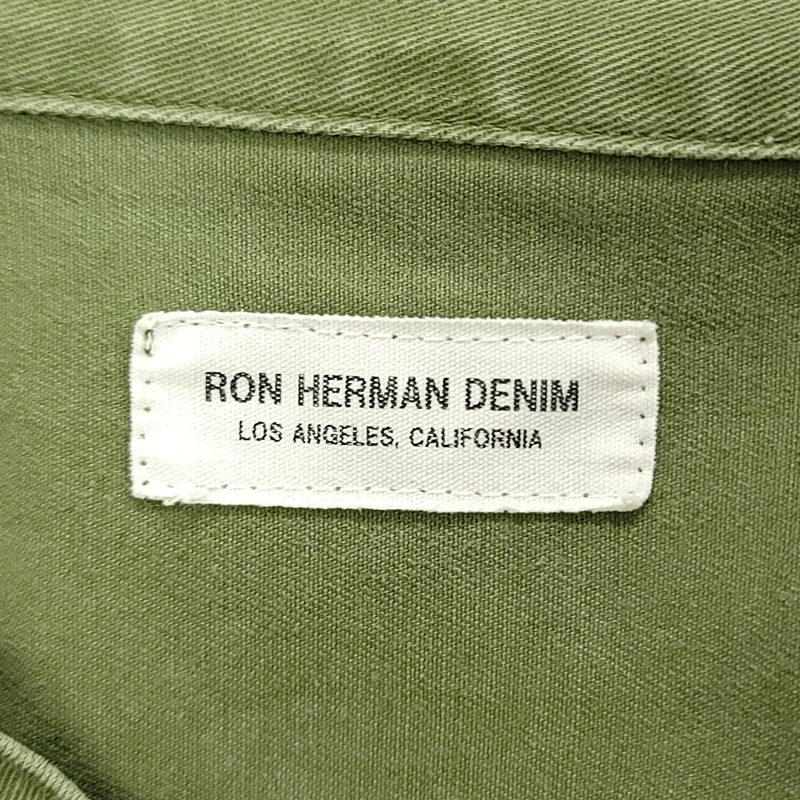 RON HERMAN DENIM
LOS ANGELES, CALIFORNIA